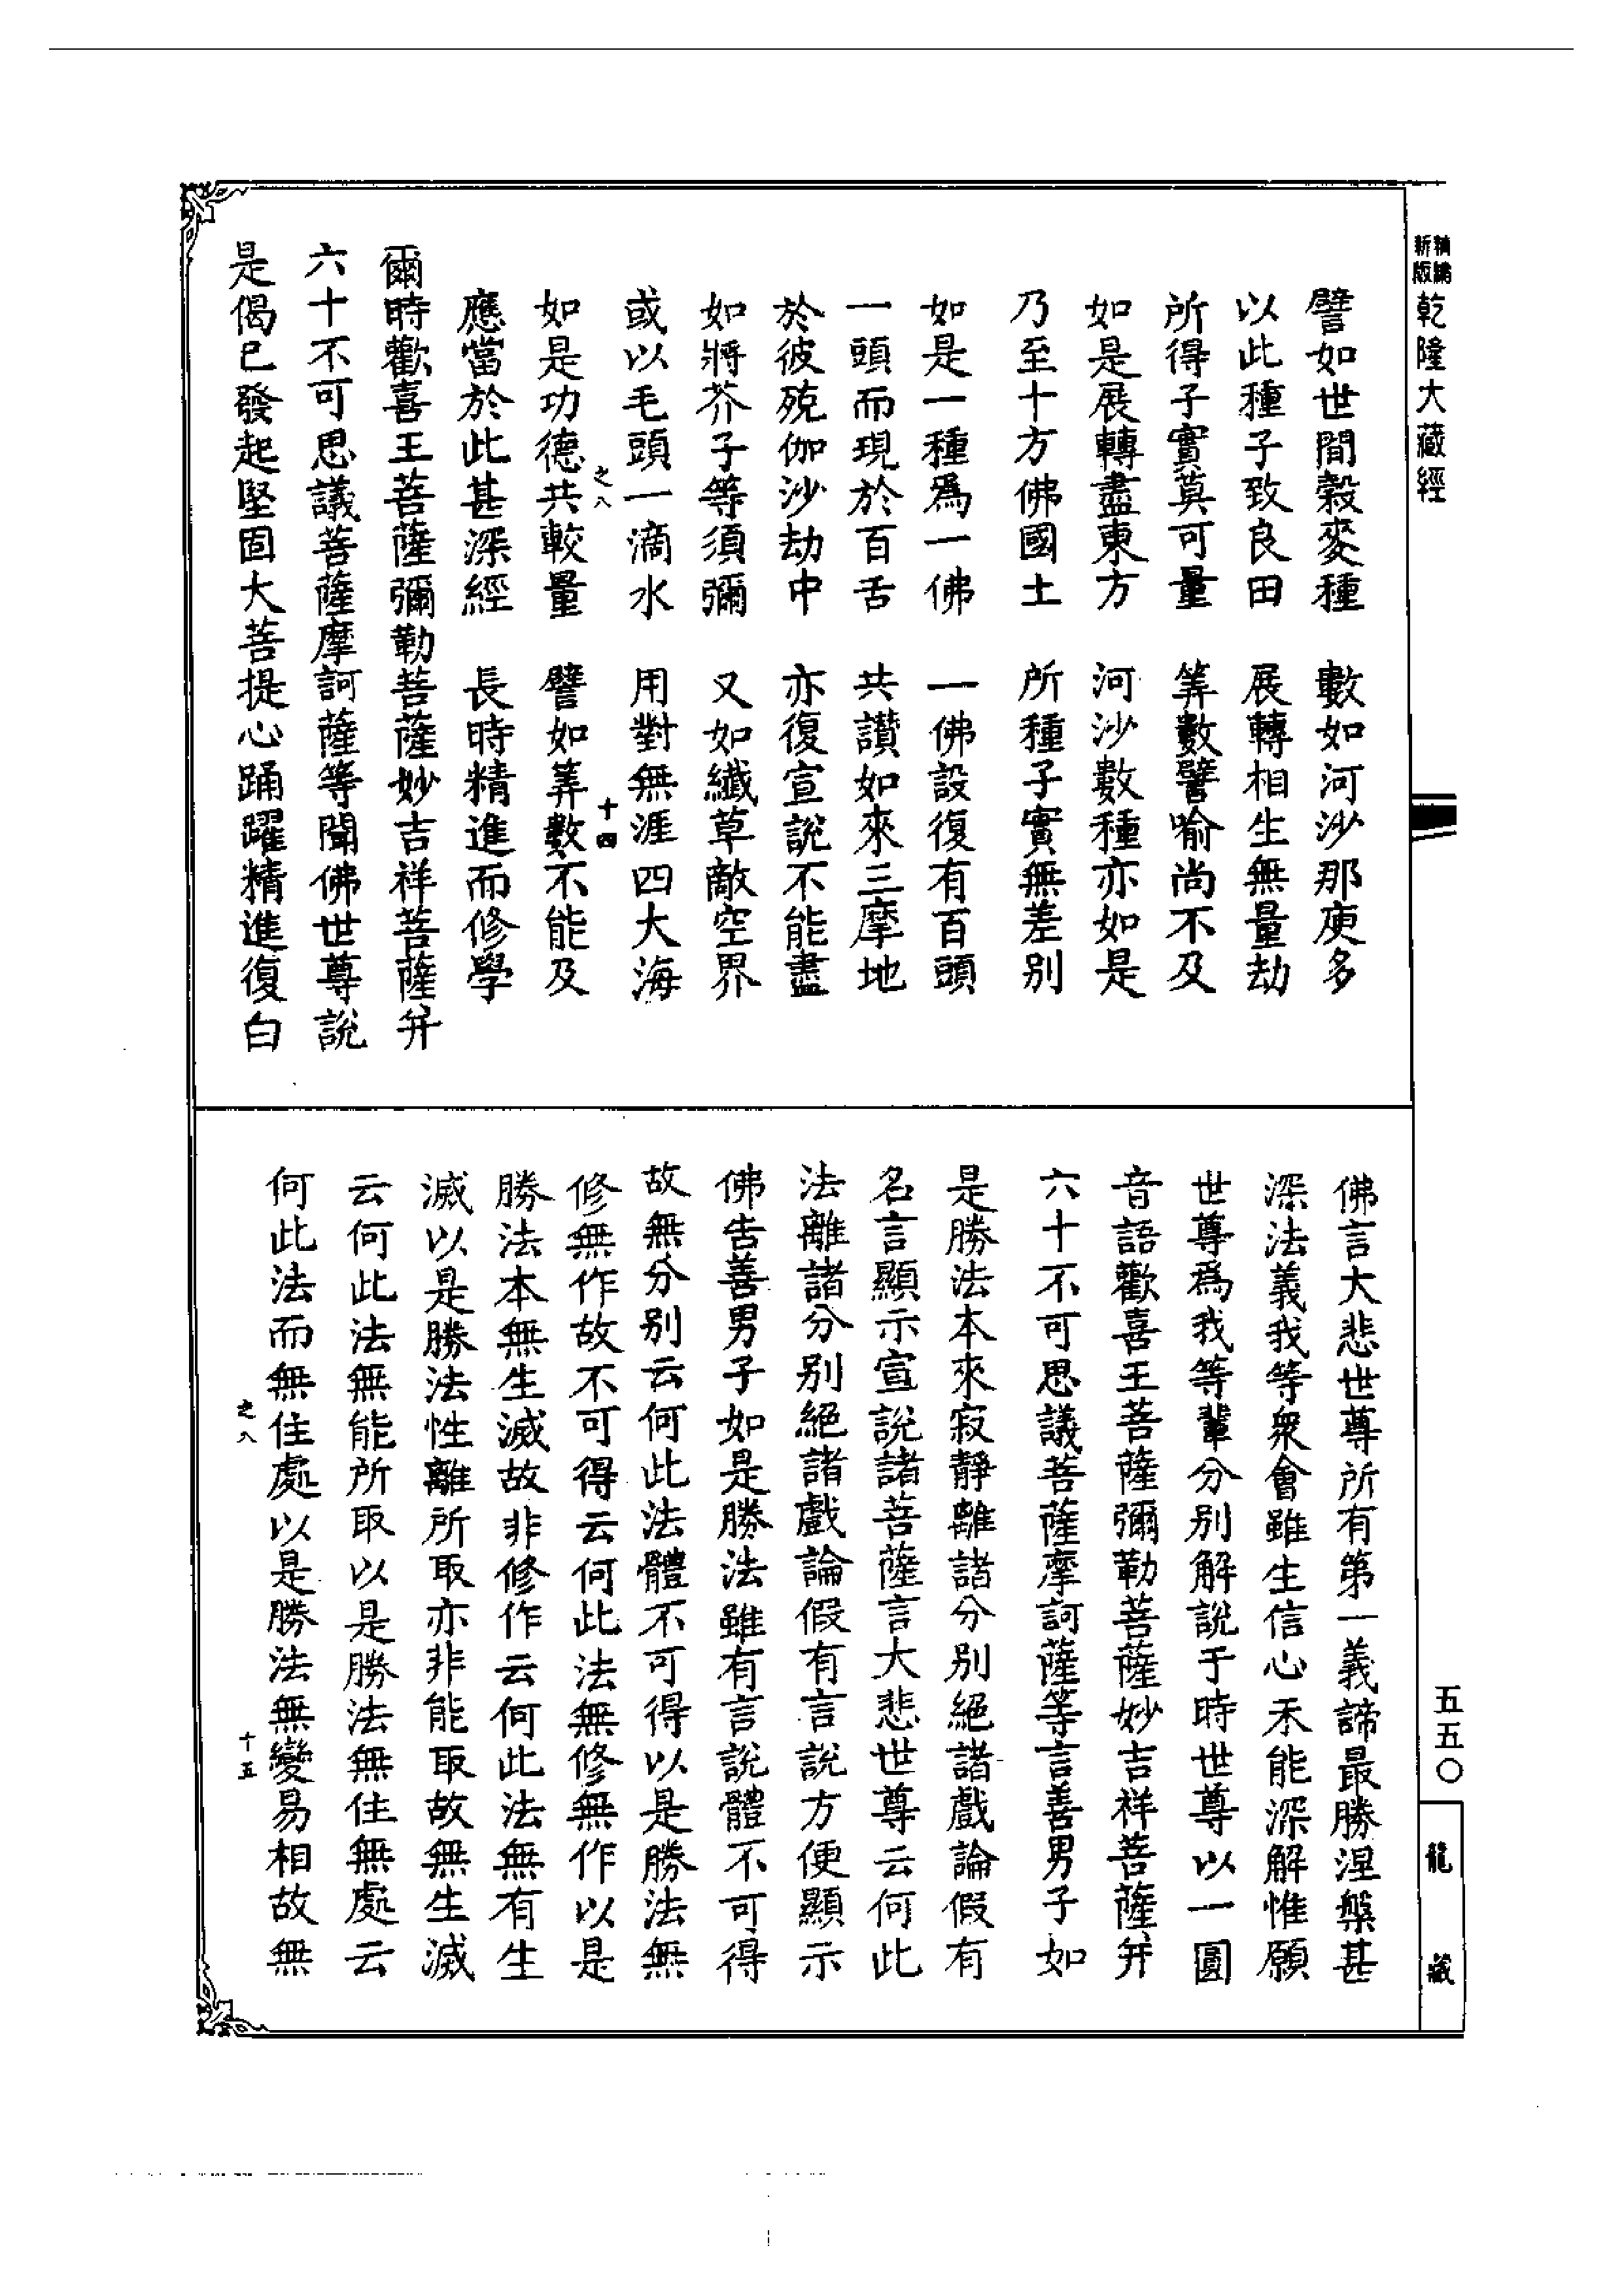 精編
新版
乾隆大藏經
譬如世間榖麥種　數如河沙那庾多
以此種子致良田　展轉相生無量劫
所得子實莫可量　筭數譬喻尚不及
如是展轉盡東方　河沙數種亦如是
乃至十方佛國土　所種子實無差别
如是一種爲一佛　一佛設復有百頭
一頭而現於百舌　共讃如來三摩地
於彼殑伽沙劫中　亦復宣說不能盡
如將芥子等須彌　又如纖草敵空界
或以毛頭一滴水　用對無涯四大海
之八　十四
如是功德共較量　譬如筭數不能及
應當於此甚深經　長時精進而修學
爾時歡喜王菩薩彌勒菩薩妙吉祥菩薩并
六十不可思議菩薩摩訶薩等聞佛世尊說
是偈已發起堅固大菩提心踊躍精進復白
佛言大悲世尊所有第一義諦最勝涅槃甚
深法義我等衆會雖生信心未能深解惟願
世尊爲我等輩分别解說于時世尊以一圓
音語歡喜王菩薩彌勒菩薩妙吉祥菩薩并
六十不可思議菩薩摩訶薩等言善男子如
是勝法本來寂靜離諸分别絕諸戲論假有
名言顯示宣說諸菩薩言大悲世尊云何此
法離諸分别絕諸戲論假有言說方便顯示
佛告善男子如是勝法雖有言說體不可得
故無分别云何此法體不可得以是勝法無
修無作故不可得云何此法無修無作以是
勝法本無生滅故非修作云何此法無有生
滅以是勝法性離所取亦非能取故無生滅
云何此法無能所取以是勝法無住無處云
何此法而無住處以是勝法無變易相故無
之八　十五
五五〇
龍藏